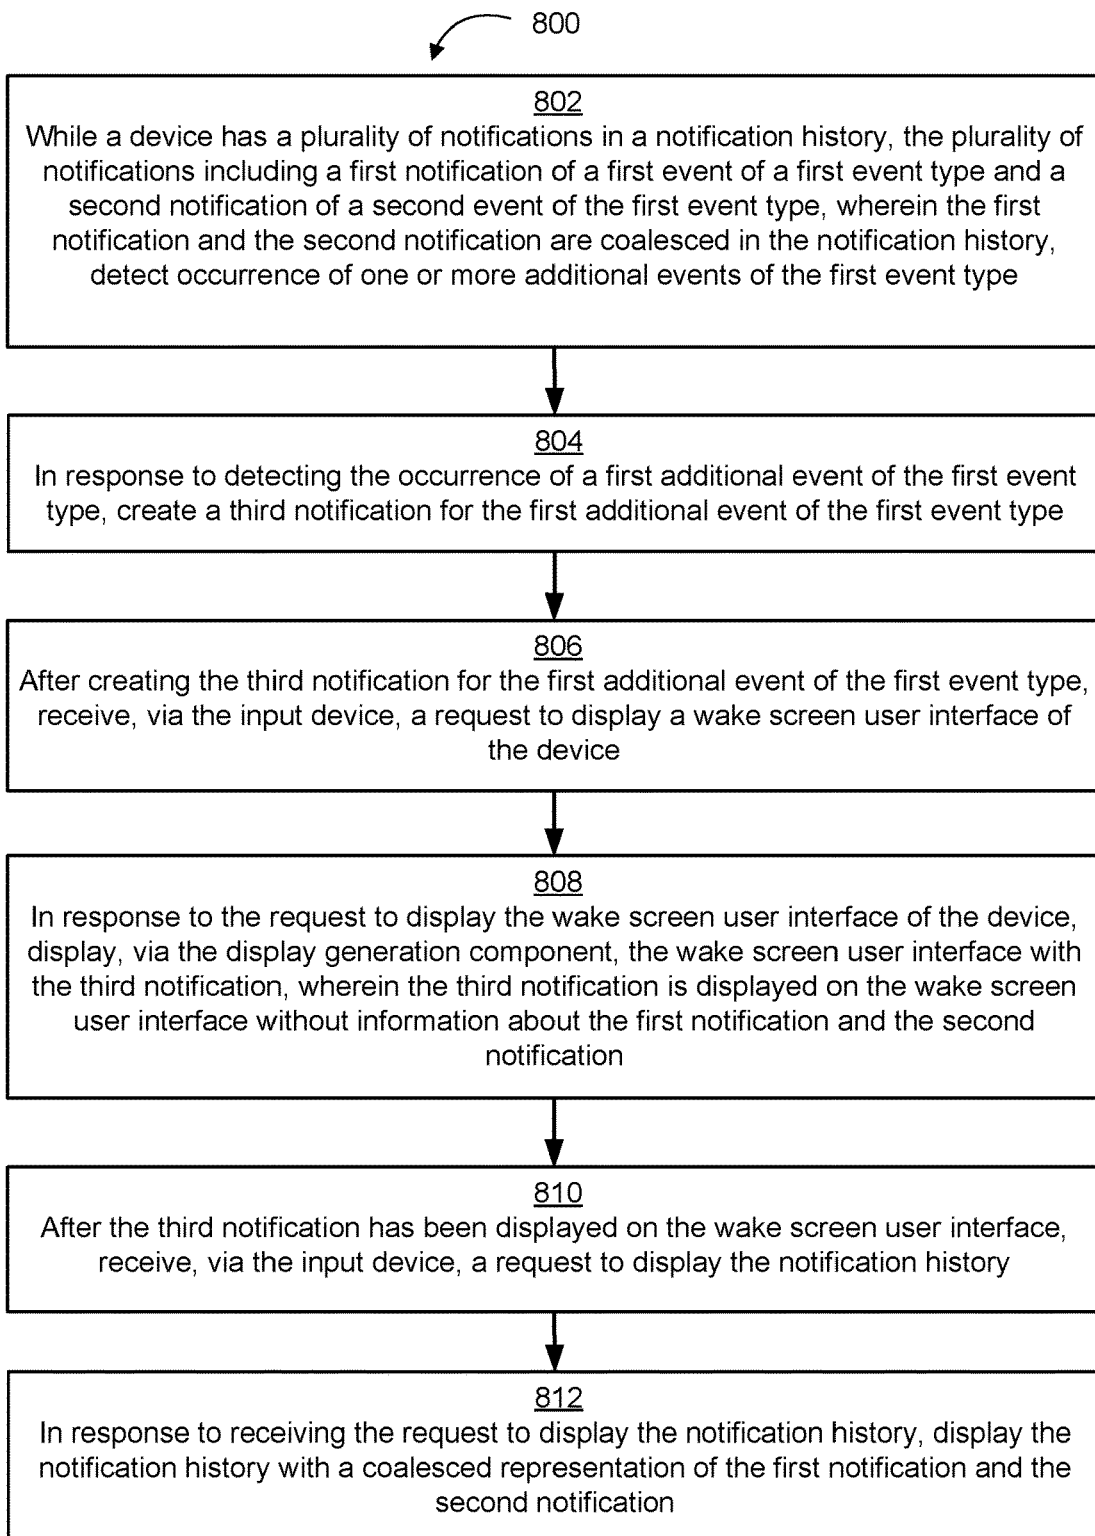 800
802
While a device has a plurality of notifications in a notification history, the plurality of
notifications including a first notification of a first event of a first event type and a
second notification of a second event of the first event type, wherein the first
notification and the second notification are coalesced in the notification history,
detect occurrence of one or more additional events of the first event type
804
In response to detecting the occurrence of a first additional event of the first event
type, create a third notification for the first additional event of the first event type
806
After creating the third notification for the first additional event of the first event type,
receive, via the input device, a request to display a wake screen user interface of
the device
808
In response to the request to display the wake screen user interface of the device,
display, via the display generation component, the wake screen user interface with
the third notification, wherein the third notification is displayed on the wake screen
user interface without information about the first notification and the second
notification
810
After the third notification has been displayed on the wake screen user interface,
receive, via the input device, a request to display the notification history
812
In response to receiving the request to display the notification history, display the
notification history with a coalesced representation of the first notification and the
second notification